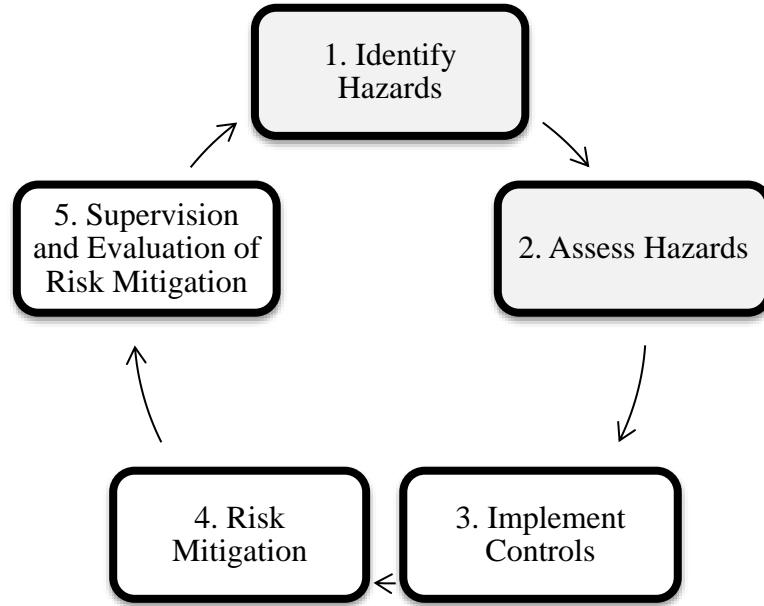 1. Identify
Hazards
2. Assess Hazards
3. Implement
Controls
4. Risk
Mitigation
5. Supervision
and Evaluation of
Risk Mitigation